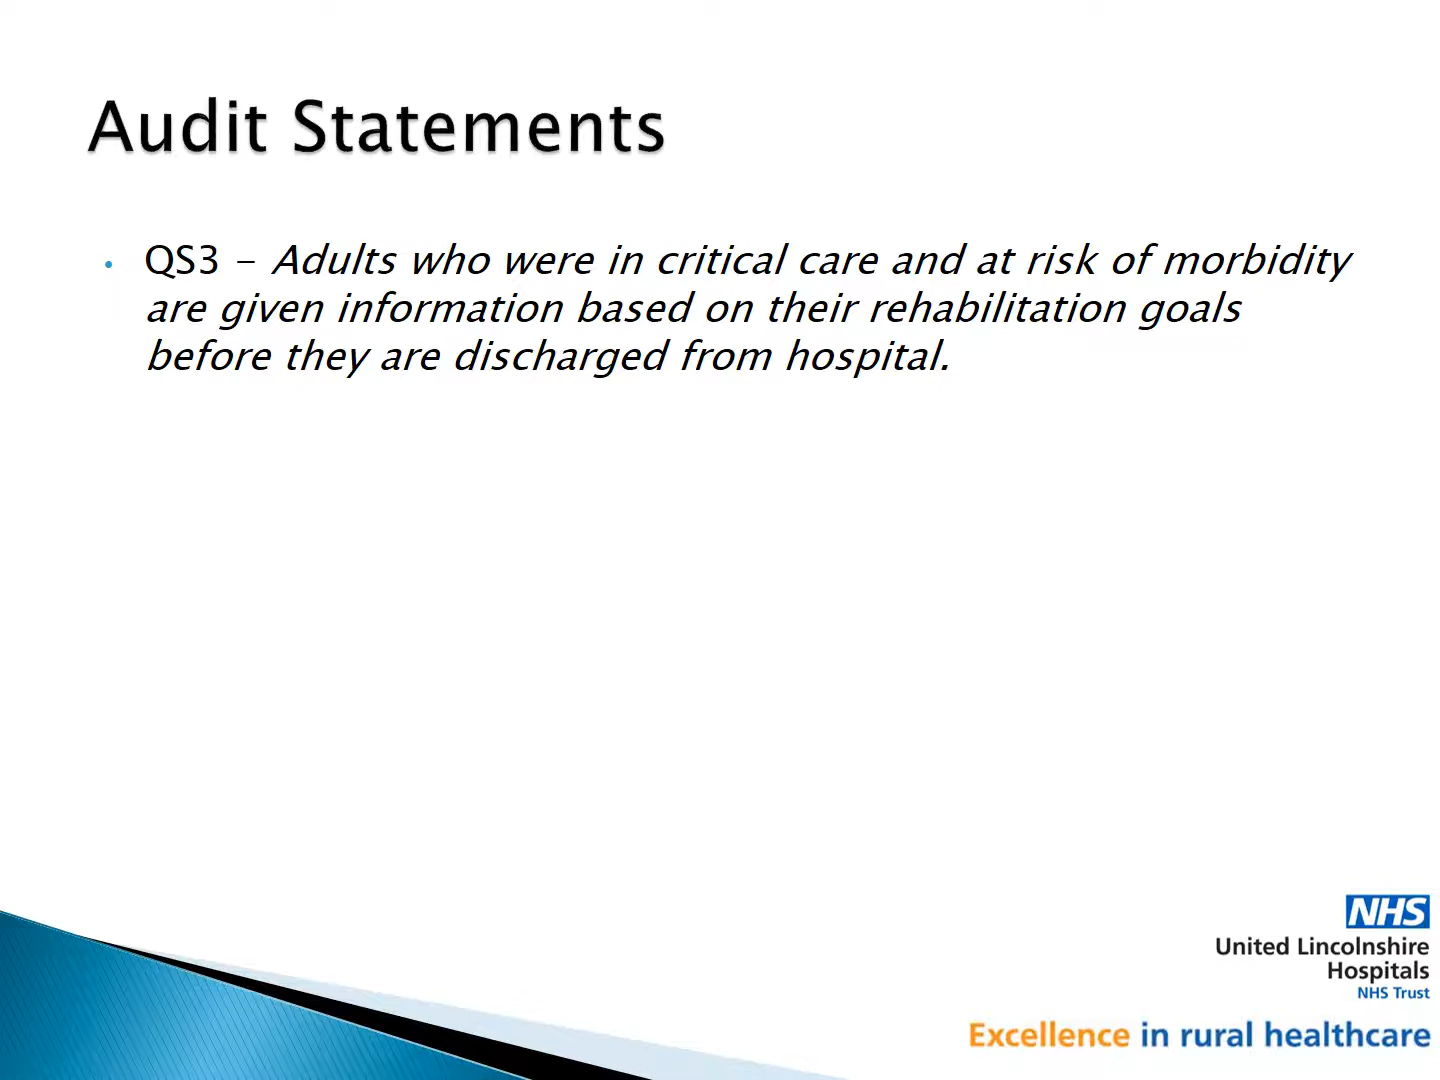 Audit Statements
• QS3 - Adults who were in critical care and at risk of morbidity
are given information based on their rehabilitation goals
before they are discharged from hospital.
NHS
United Lincolnshire
Hospitals
NHS Trust
Excellence in rural healthcare